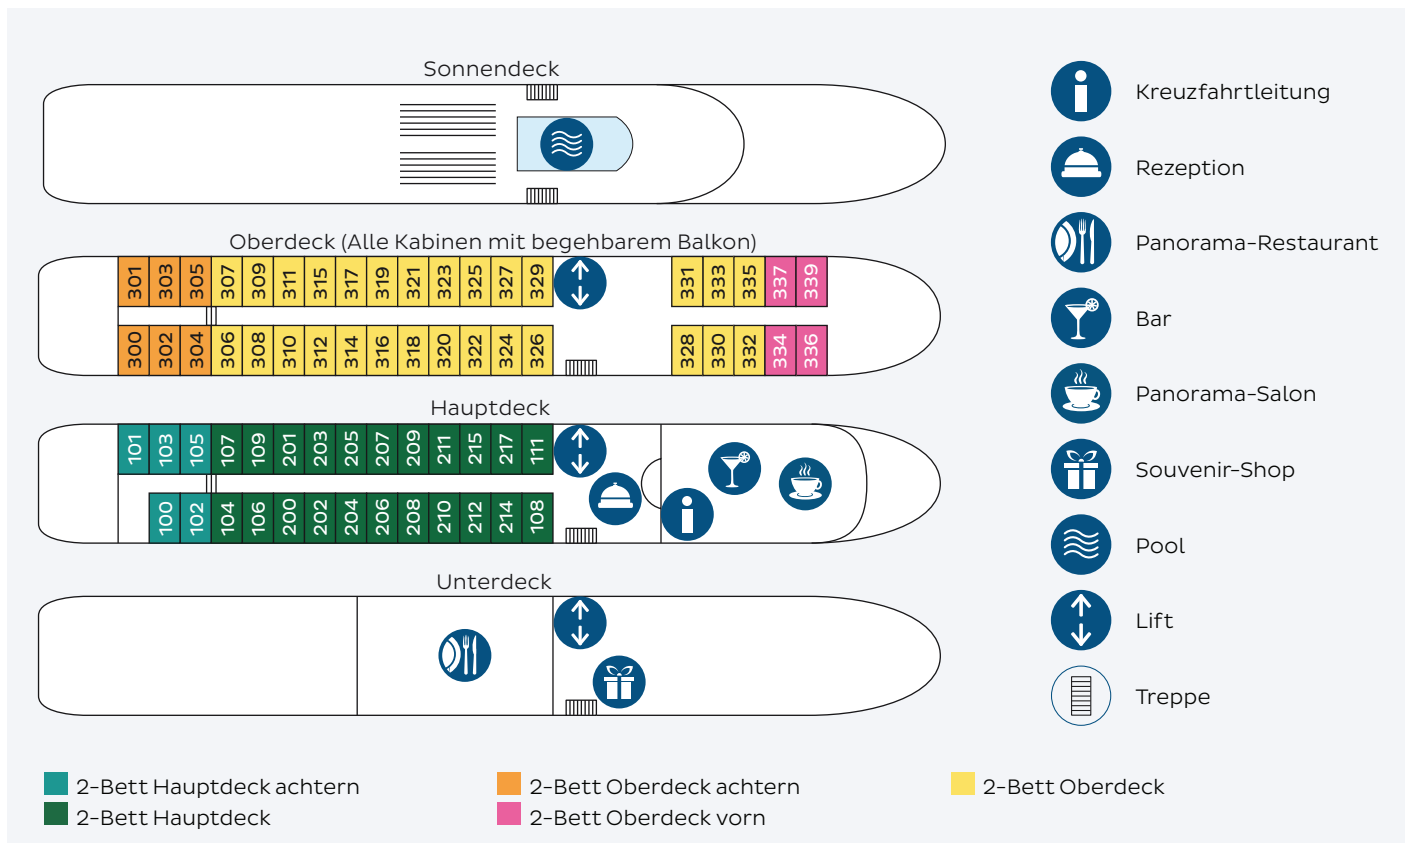 Sonnendeck
Oberdeck (Alle Kabinen mit begehbarem Balkon)
301 303 305 307 309 311 315 317 319 321 323 325 327 329 331 333 335 337 339
300 302 304 306 308 310 312 314 316 318 320 322 324 326 328 330 332 334 336
Hauptdeck
101 103 105 107 109 201 203 205 207 209 211 215 217 111
100 102 104 106 200 202 204 206 208 210 212 214 108
Unterdeck
Kreuzfahrtleitung
Rezeption
Panorama-Restaurant
Bar
Panorama-Salon
Souvenir-Shop
Pool
Lift
Treppe
2-Bett Hauptdeck achtern
2-Bett Hauptdeck
2-Bett Oberdeck achtern
2-Bett Oberdeck vorn
2-Bett Oberdeck